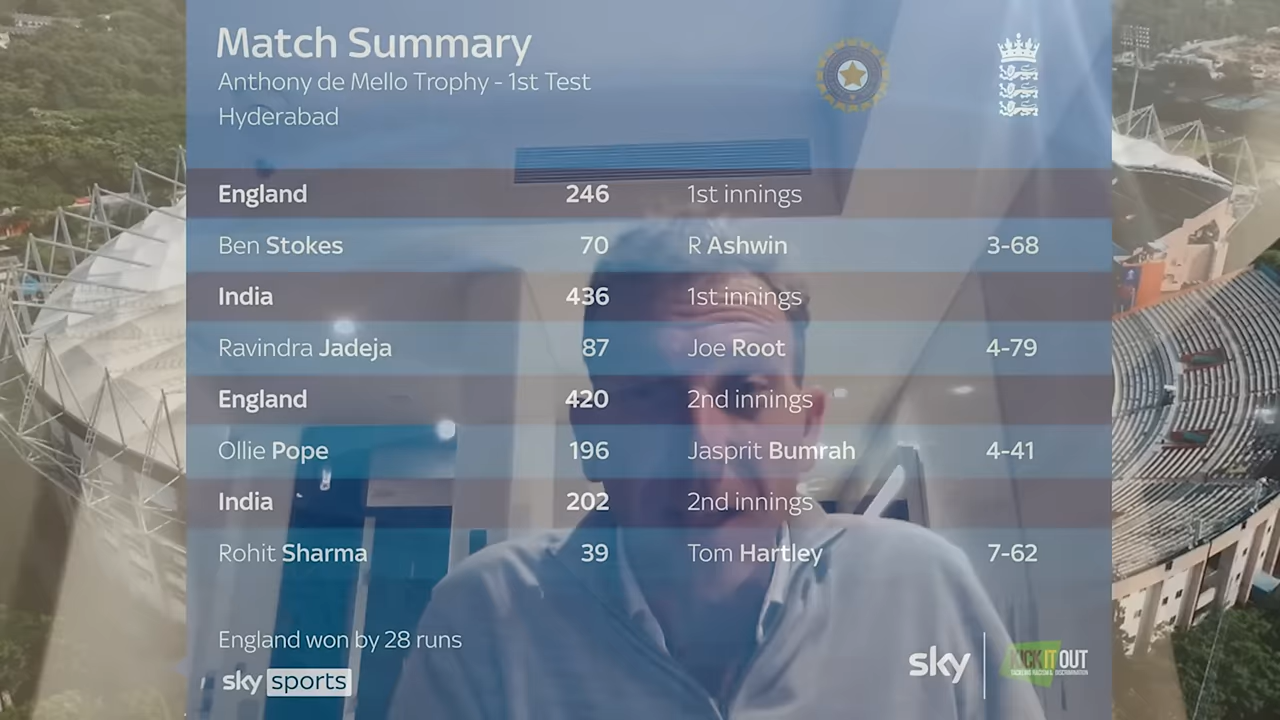 Match Summary
Anthony de Mello Trophy - 1st Test
Hyderabad
England 246 1st innings
Ben Stokes 70 R Ashwin 3-68
India 436 1st innings
Ravindra Jadeja 87 Joe Root 4-79
England 420 2nd innings
Ollie Pope 196 Jasprit Bumrah 4-41
India 202 2nd innings
Rohit Sharma 39 Tom Hartley 7-62
England won by 28 runs
sky sports
sky
KICK IT OUT
TACKLING RACISM & DISCRIMINATION